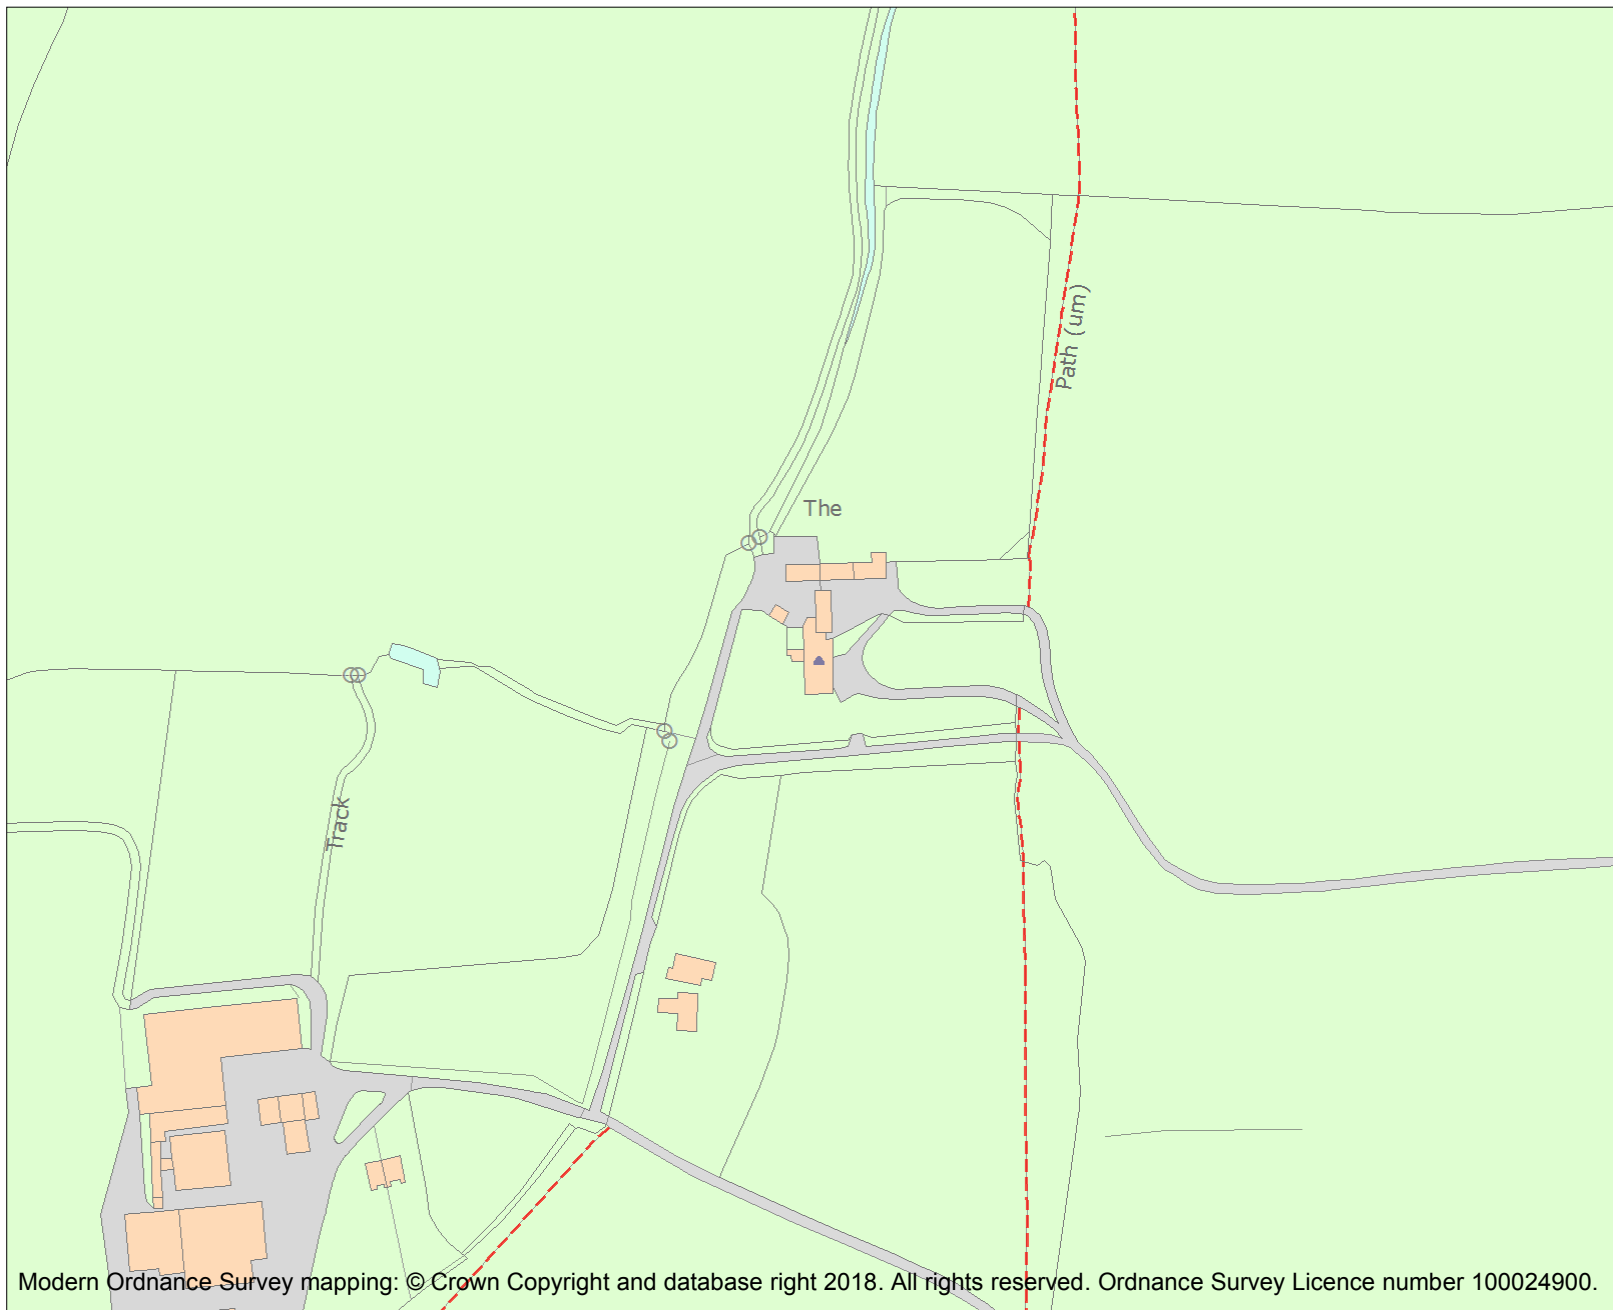 Path (um)
The
Track
Modern Ordnance Survey mapping: © Crown Copyright and database right 2018. All rights reserved. Ordnance Survey Licence number 100024900.